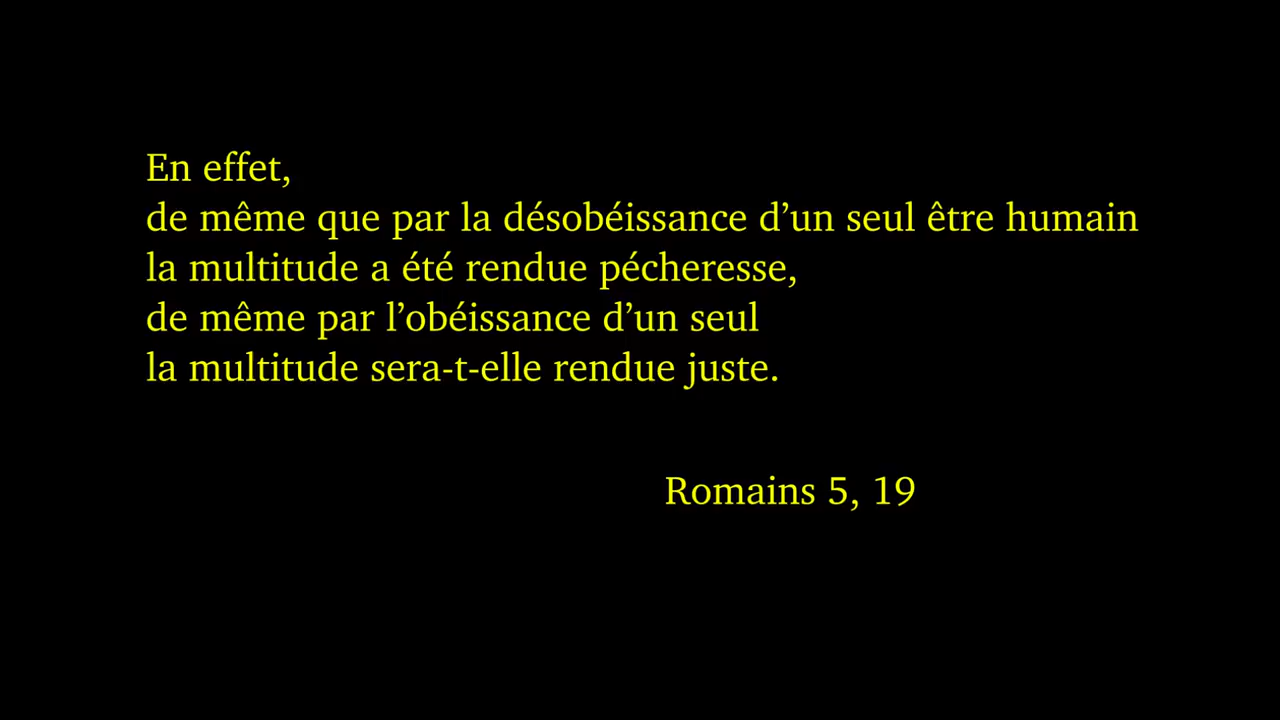 En effet,
de même que par la désobéissance d’un seul être humain
la multitude a été rendue pécheresse,
de même par l’obéissance d’un seul
la multitude sera-t-elle rendue juste.
Romains 5, 19